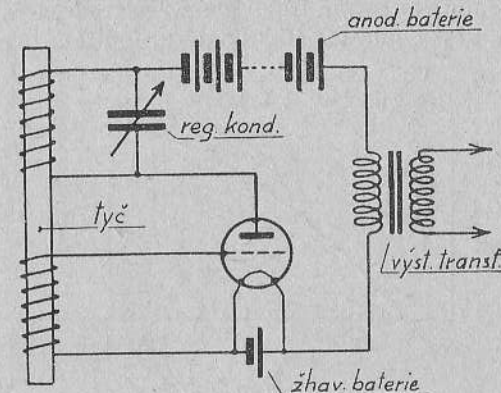 anod. baterie
reg. kond.
tyč
výst. transf.
žhav. baterie